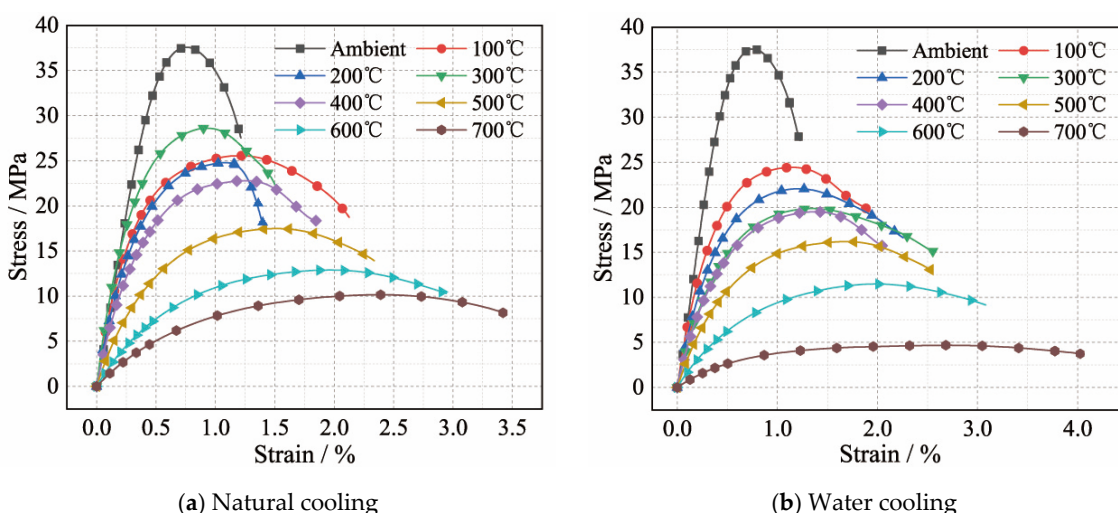 40
35
30
25
20
15
10
5
0
Stress / MPa
Ambient 100℃
200℃ 300℃
400℃ 500℃
600℃ 700℃
0.0 0.5 1.0 1.5 2.0 2.5 3.0 3.5
Strain / %
(a) Natural cooling
40
35
30
25
20
15
10
5
0
Stress / MPa
Ambient 100℃
200℃ 300℃
400℃ 500℃
600℃ 700℃
0.0 1.0 2.0 3.0 4.0
Strain / %
(b) Water cooling